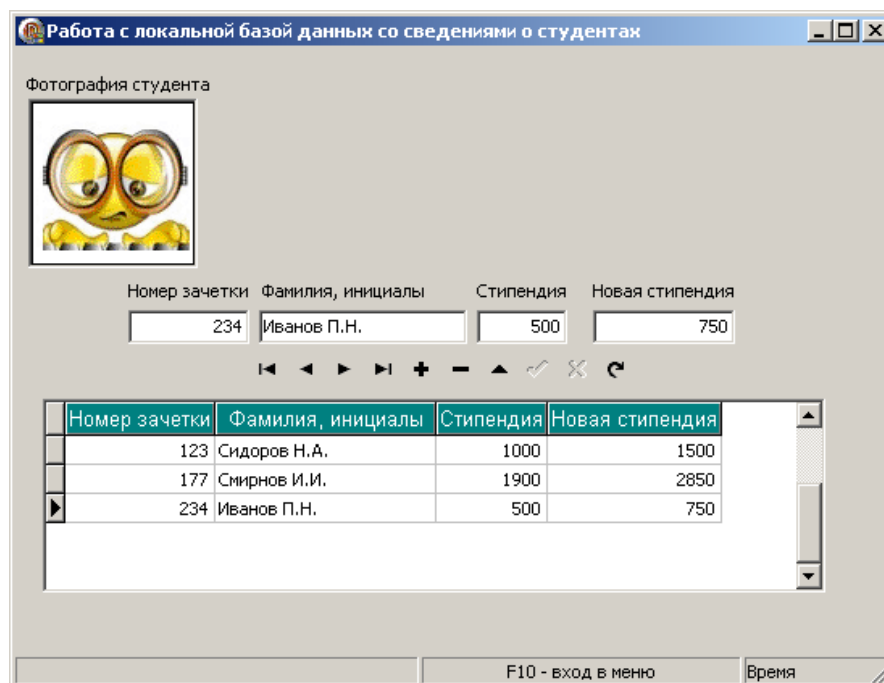 Работа с локальной базой данных со сведениями о студентах
Фотография студента
Номер зачетки Фамилия, инициалы Стипендия Новая стипендия
234 Иванов П.Н. 500 750
Номер зачетки Фамилия, инициалы Стипендия Новая стипендия
123 Сидоров Н.А. 1000 1500
177 Смирнов И.И. 1900 2850
234 Иванов П.Н. 500 750
F10 - вход в меню Время